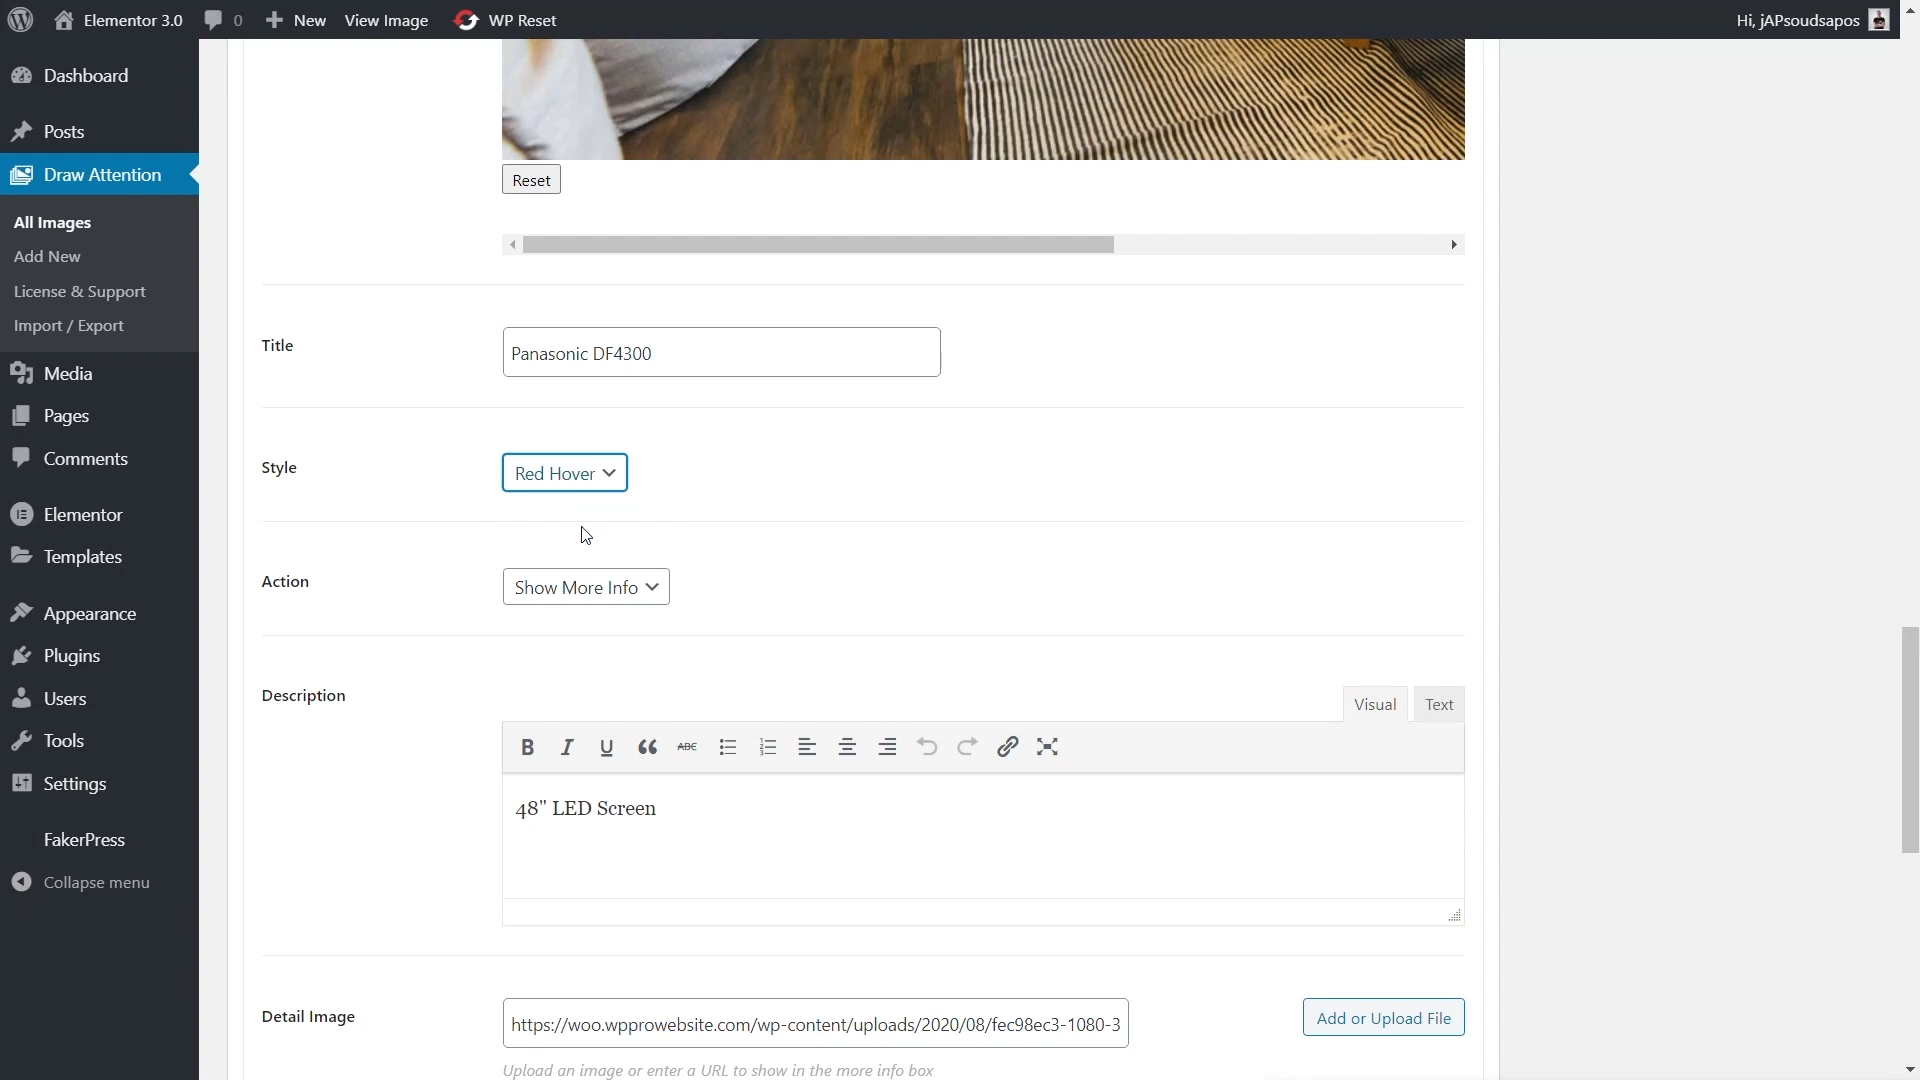 Elementor 3.0
0
New
View Image
WP Reset
Hi, jAPsoudsapos
Dashboard
Posts
Draw Attention
All Images
Add New
License & Support
Import / Export
Media
Pages
Comments
Elementor
Templates
Appearance
Plugins
Users
Tools
Settings
FakerPress
Collapse menu
Reset
Title
Panasonic DF4300
Style
Red Hover
Action
Show More Info
Description
Visual
Text
B I U ABC
48" LED Screen
Detail Image
https://woo.wpprowebsite.com/wp-content/uploads/2020/08/fec98ec3-1080-3
Add or Upload File
Upload an image or enter a URL to show in the more info box